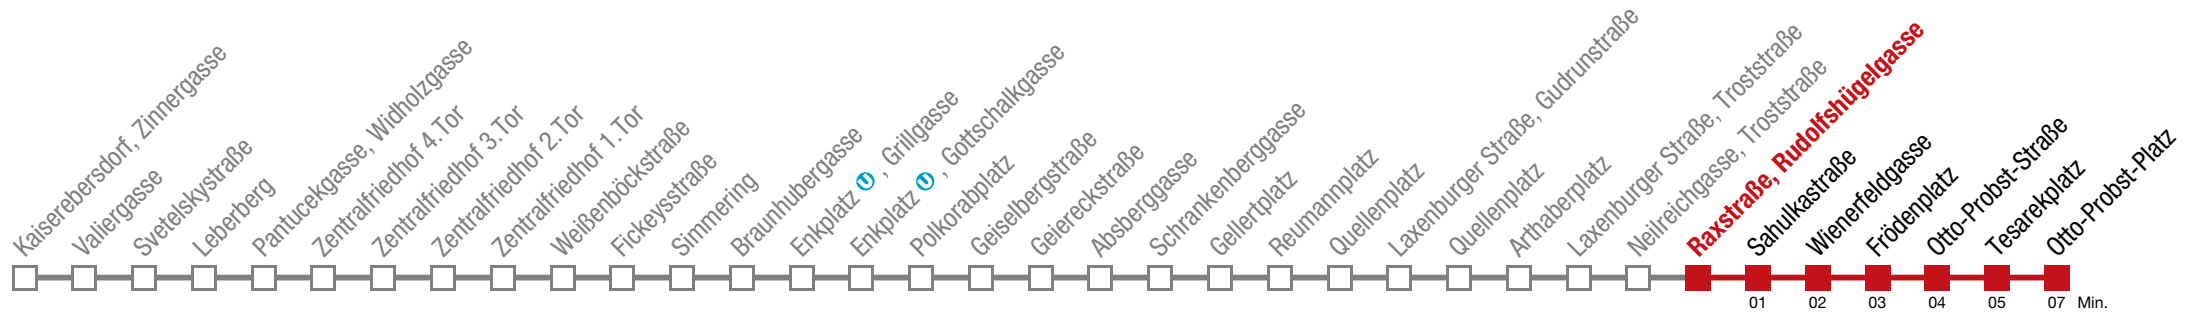 Kaiserebersdorf, Zinnergasse
Valiergasse
Svetelskystraße
Leberberg
Pantucekgasse, Widholzgasse
Zentralfriedhof 4.Tor
Zentralfriedhof 3.Tor
Zentralfriedhof 2.Tor
Zentralfriedhof 1.Tor
Weißenböckstraße
Fickeysstraße
Simmering
Braunhubergasse
Enkplatz U , Grillgasse
Enkplatz U , Gottschalkgasse
Polkorabplatz
Geiselbergstraße
Geiereckstraße
Absberggasse
Schrankenberggasse
Gellertplatz
Reumannplatz
Quellenplatz
Laxenburger Straße, Gudrunstraße
Quellenplatz
Arthaberplatz
Laxenburger Straße, Troststraße
Neilreichgasse, Troststraße
Raxstraße, Rudolfshügelgasse
Sahulkastraße
Wienerfeldgasse
Frödenplatz
Otto-Probst-Straße
Tesarekplatz
Otto-Probst-Platz
01 02 03 04 05 07 Min.